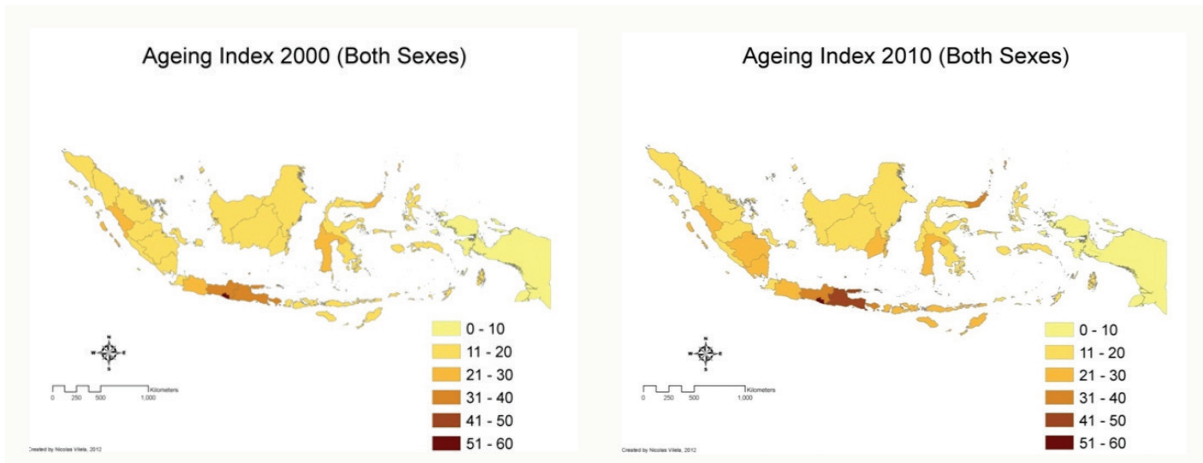 Ageing Index 2000 (Both Sexes)
N
W E
S
Kilometers
0 250 500 1,000
0 - 10
11 - 20
21 - 30
31 - 40
41 - 50
51 - 60
Created by Nicolas Vilela, 2012
Ageing Index 2010 (Both Sexes)
N
W E
S
Kilometers
0 250 500 1,000
0 - 10
11 - 20
21 - 30
31 - 40
41 - 50
51 - 60
Created by Nicolas Vilela, 2012